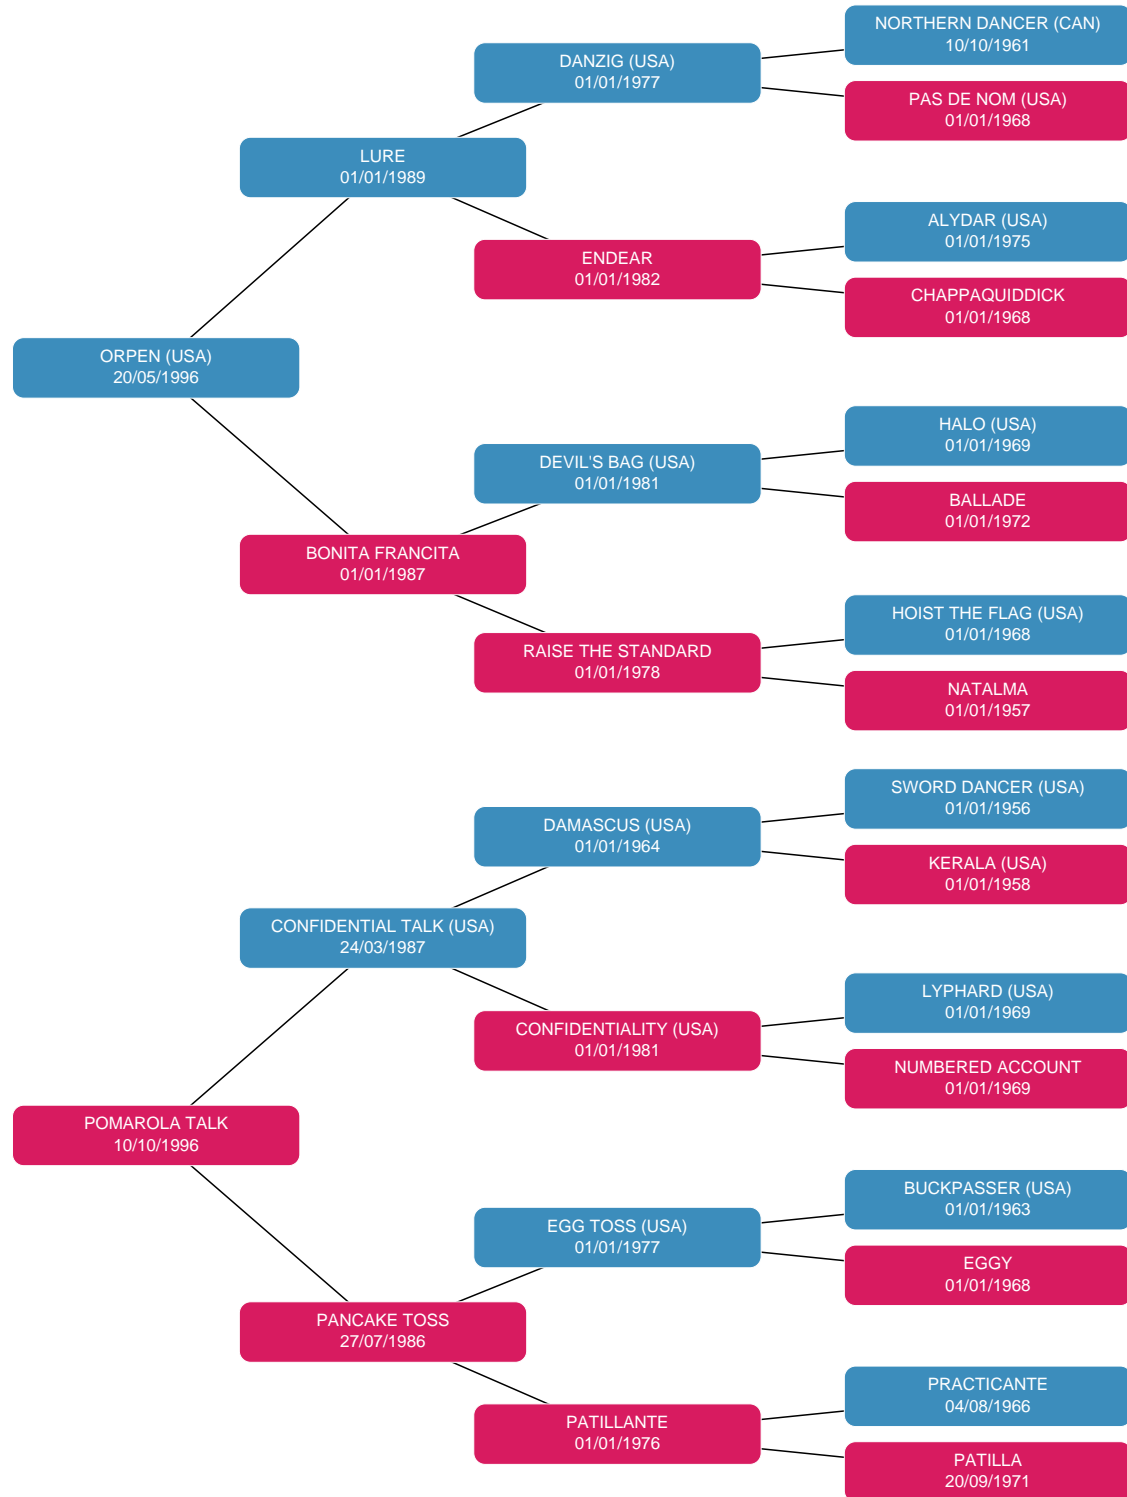 NORTHERN DANCER (CAN)
10/10/1961
DANZIG (USA)
01/01/1977
PAS DE NOM (USA)
01/01/1968
LURE
01/01/1989
ALYDAR (USA)
01/01/1975
ENDEAR
01/01/1982
CHAPPAQUIDDICK
01/01/1968
ORPEN (USA)
20/05/1996
HALO (USA)
01/01/1969
DEVIL'S BAG (USA)
01/01/1981
BALLADE
01/01/1972
BONITA FRANCITA
01/01/1987
HOIST THE FLAG (USA)
01/01/1968
RAISE THE STANDARD
01/01/1978
NATALMA
01/01/1957
SWORD DANCER (USA)
01/01/1956
DAMASCUS (USA)
01/01/1964
KERALA (USA)
01/01/1958
CONFIDENTIAL TALK (USA)
24/03/1987
LYPHARD (USA)
01/01/1969
CONFIDENTIALITY (USA)
01/01/1981
NUMBERED ACCOUNT
01/01/1969
POMAROLA TALK
10/10/1996
BUCKPASSER (USA)
01/01/1963
EGG TOSS (USA)
01/01/1977
EGGY
01/01/1968
PANCAKE TOSS
27/07/1986
PRACTICANTE
04/08/1966
PATILLANTE
01/01/1976
PATILLA
20/09/1971